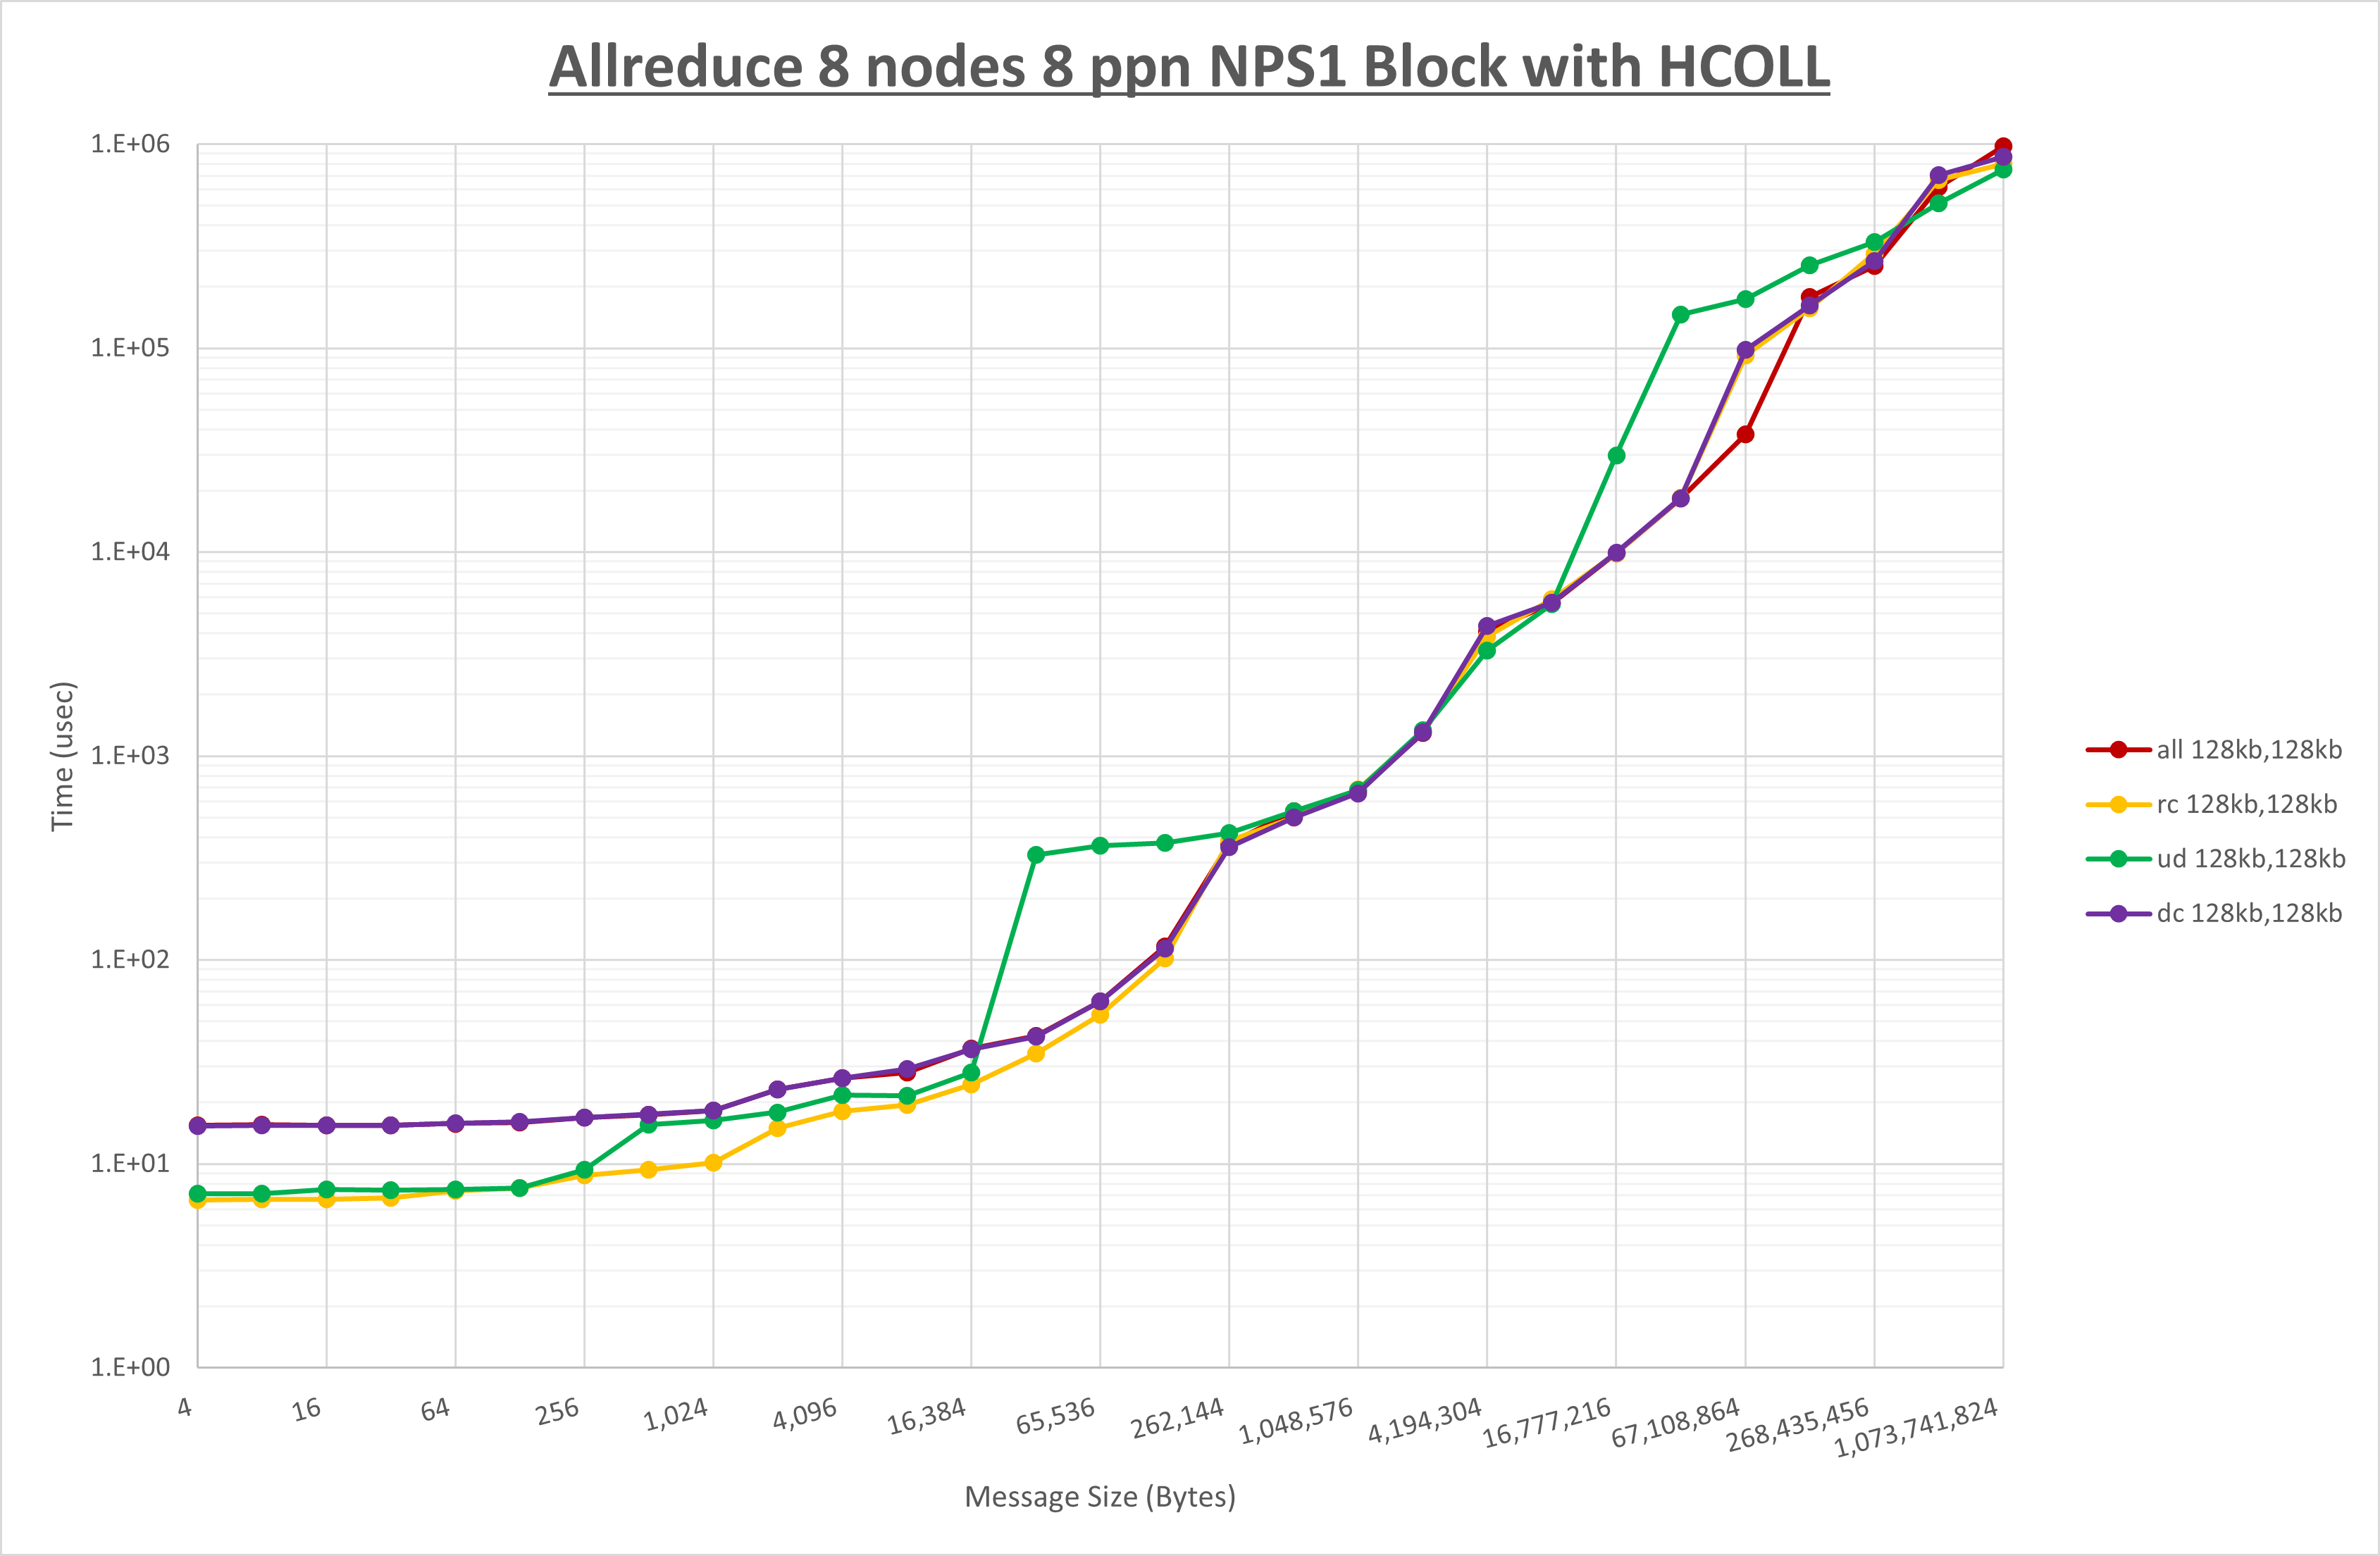 Allreduce 8 nodes 8 ppn NPS1 Block with HCOLL
1.E+06
1.E+05
1.E+04
1.E+03
1.E+02
1.E+01
1.E+00
Time (usec)
4
16
64
256
1,024
4,096
16,384
65,536
262,144
1,048,576
4,194,304
16,777,216
67,108,864
268,435,456
1,073,741,824
Message Size (Bytes)
all 128kb,128kb
rc 128kb,128kb
ud 128kb,128kb
dc 128kb,128kb